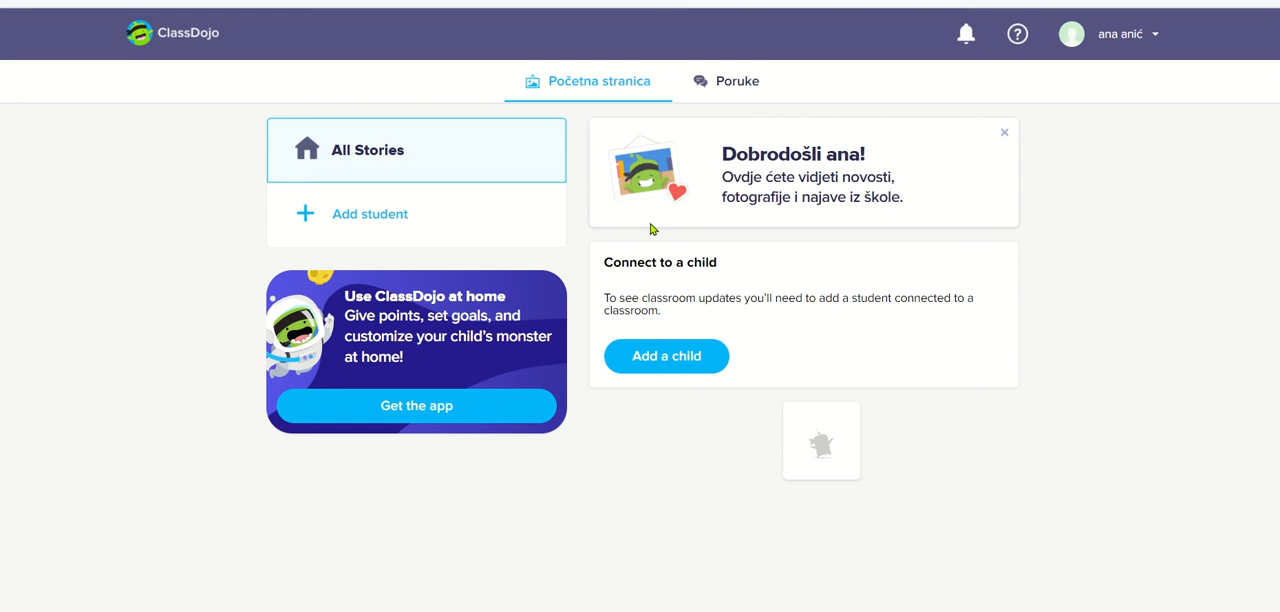 ClassDojo
ana anić
Početna stranica
Poruke
All Stories
Add student
Use ClassDojo at home
Give points, set goals, and
customize your child's monster
at home!
Get the app
Dobrodošli ana!
Ovdje ćete vidjeti novosti,
fotografije i najave iz škole.
Connect to a child
To see classroom updates you'll need to add a student connected to a
classroom.
Add a child